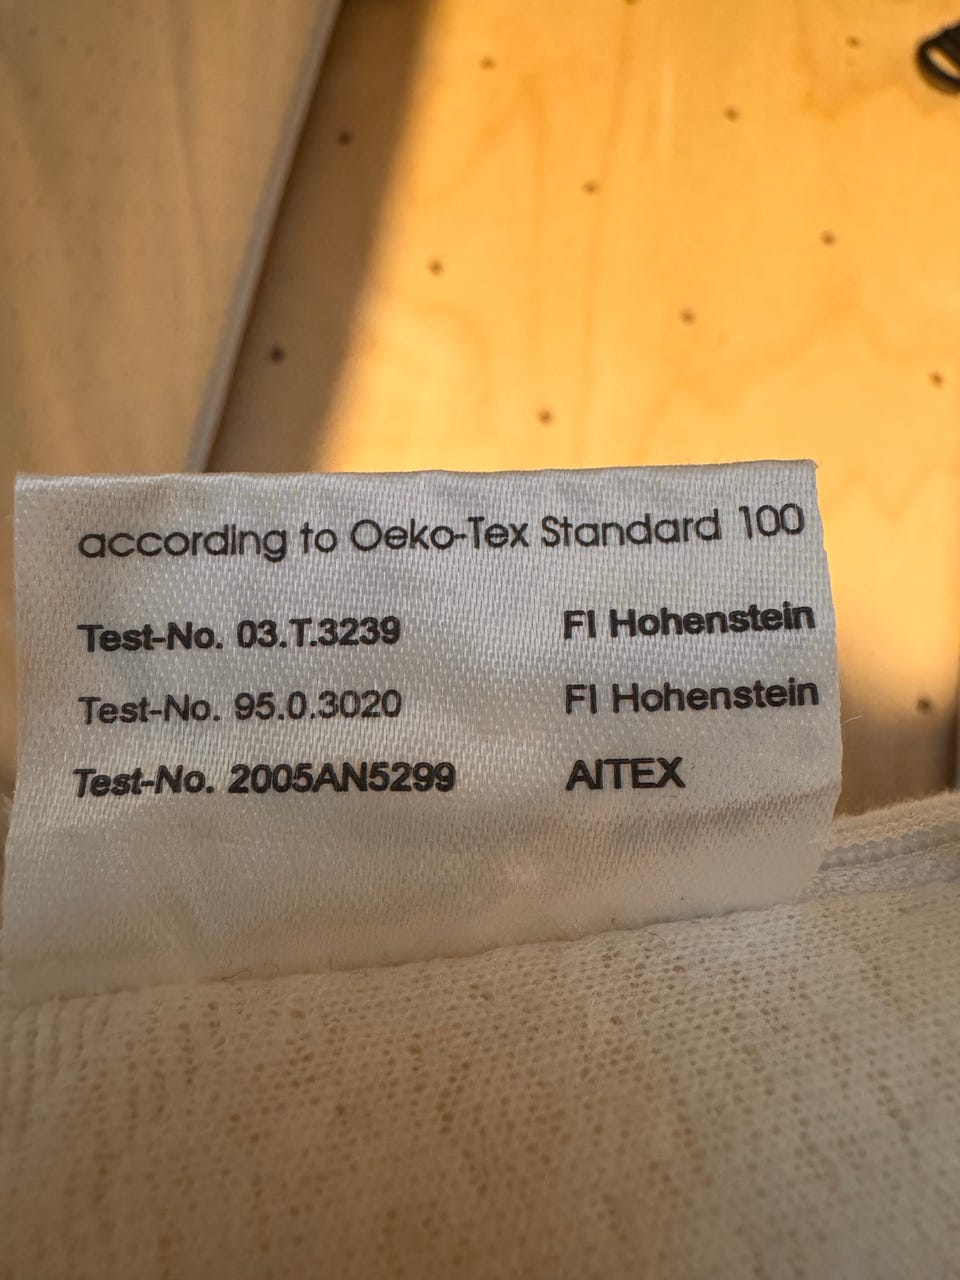 according to Oeko-Tex Standard 100
Test-No. 03.T.3239 FI Hohenstein
Test-No. 95.0.3020 FI Hohenstein
Test-No. 2005AN5299 AITEX